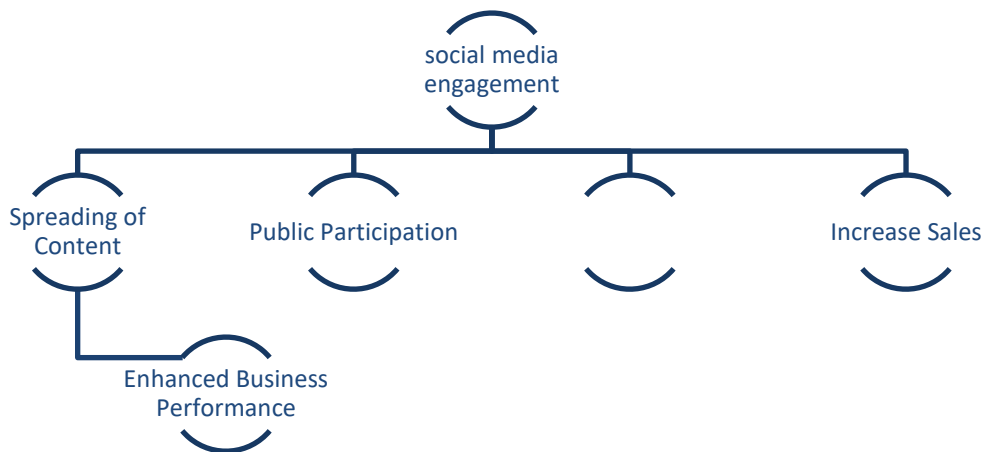 social media
engagement
Spreading of
Content
Public Participation
Increase Sales
Enhanced Business
Performance